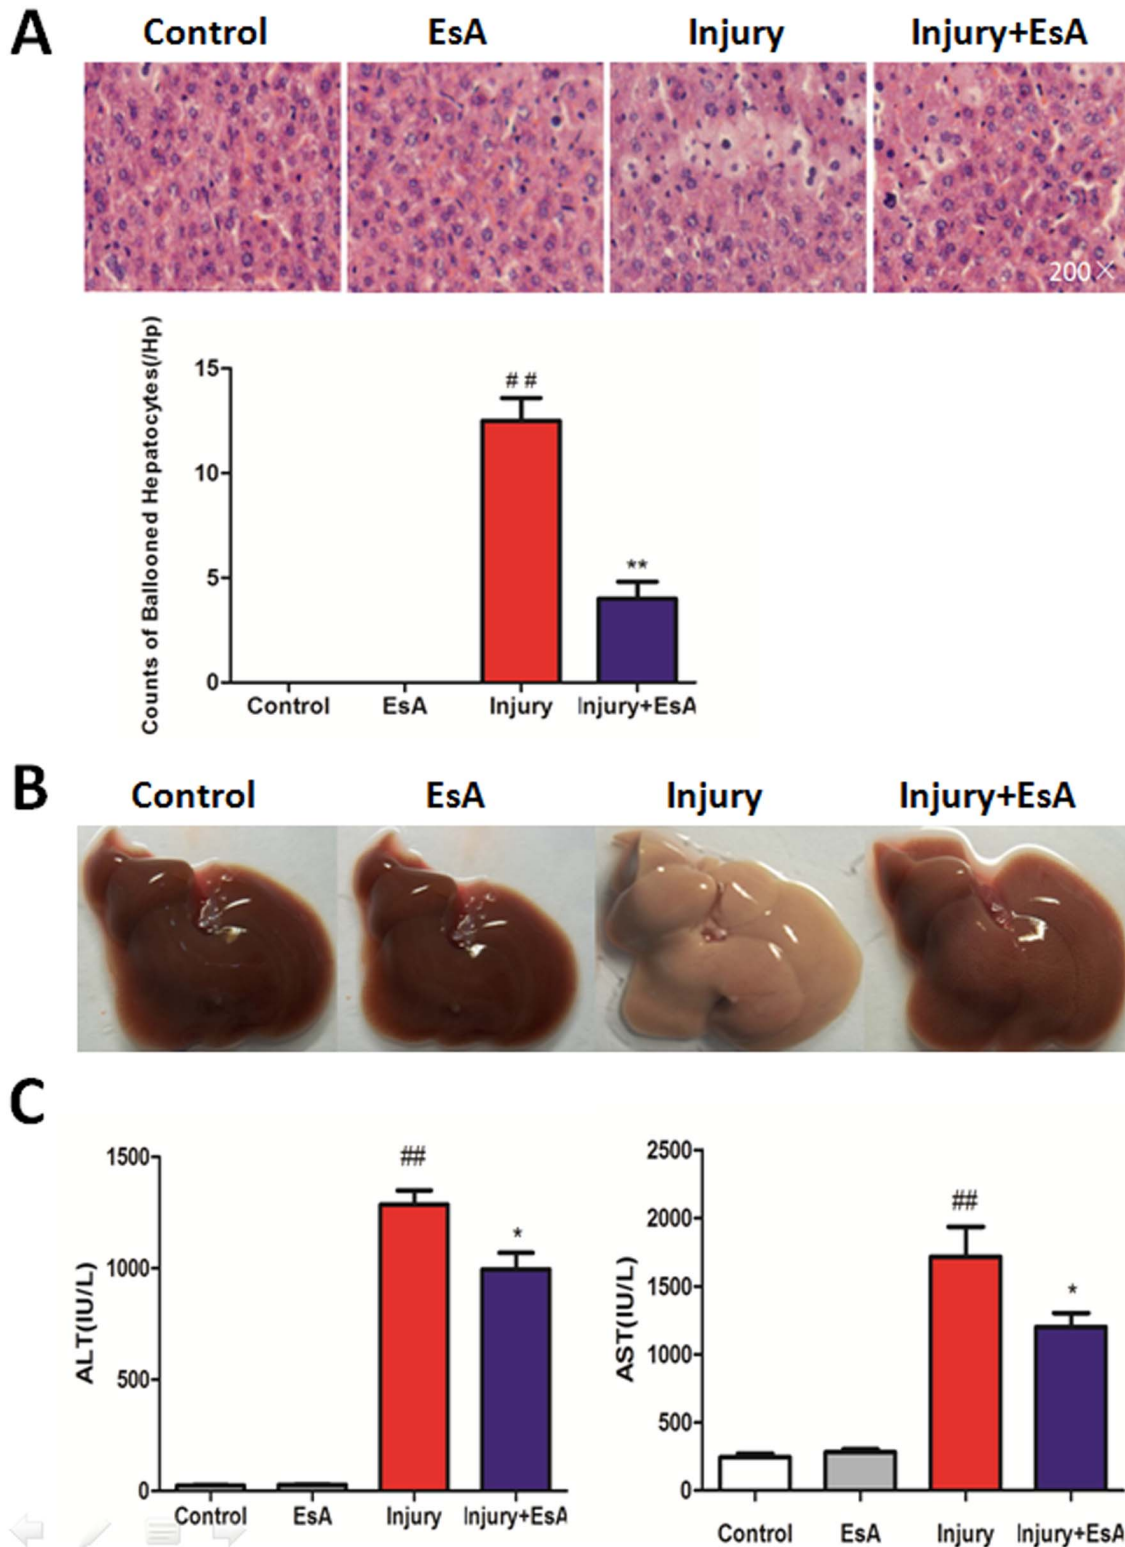 A
Control EsA Injury Injury+EsA
200×
Counts of Ballooned Hepatocytes(/Hp)
15
10
5
0
# #
**
Control EsA Injury Injury+EsA
B
Control EsA Injury Injury+EsA
C
ALT(IU/L)
1500
1000
500
0
##
*
Control EsA Injury Injury+EsA
AST(IU/L)
2500
2000
1500
1000
500
0
##
*
Control EsA Injury Injury+EsA